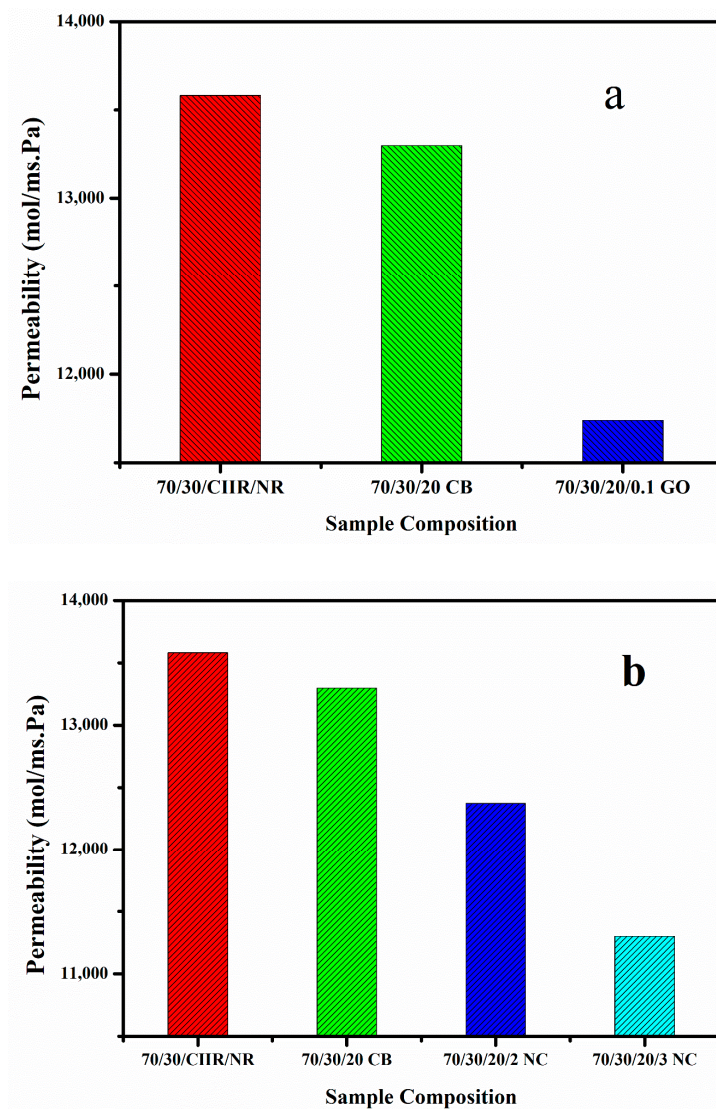 14,000
a
13,000
12,000
Permeability (mol/ms.Pa)
70/30/CIIR/NR
70/30/20 CB
70/30/20/0.1 GO
Sample Composition
14,000
b
13,000
12,000
11,000
Permeability (mol/ms.Pa)
70/30/CIIR/NR
70/30/20 CB
70/30/20/2 NC
70/30/20/3 NC
Sample Composition